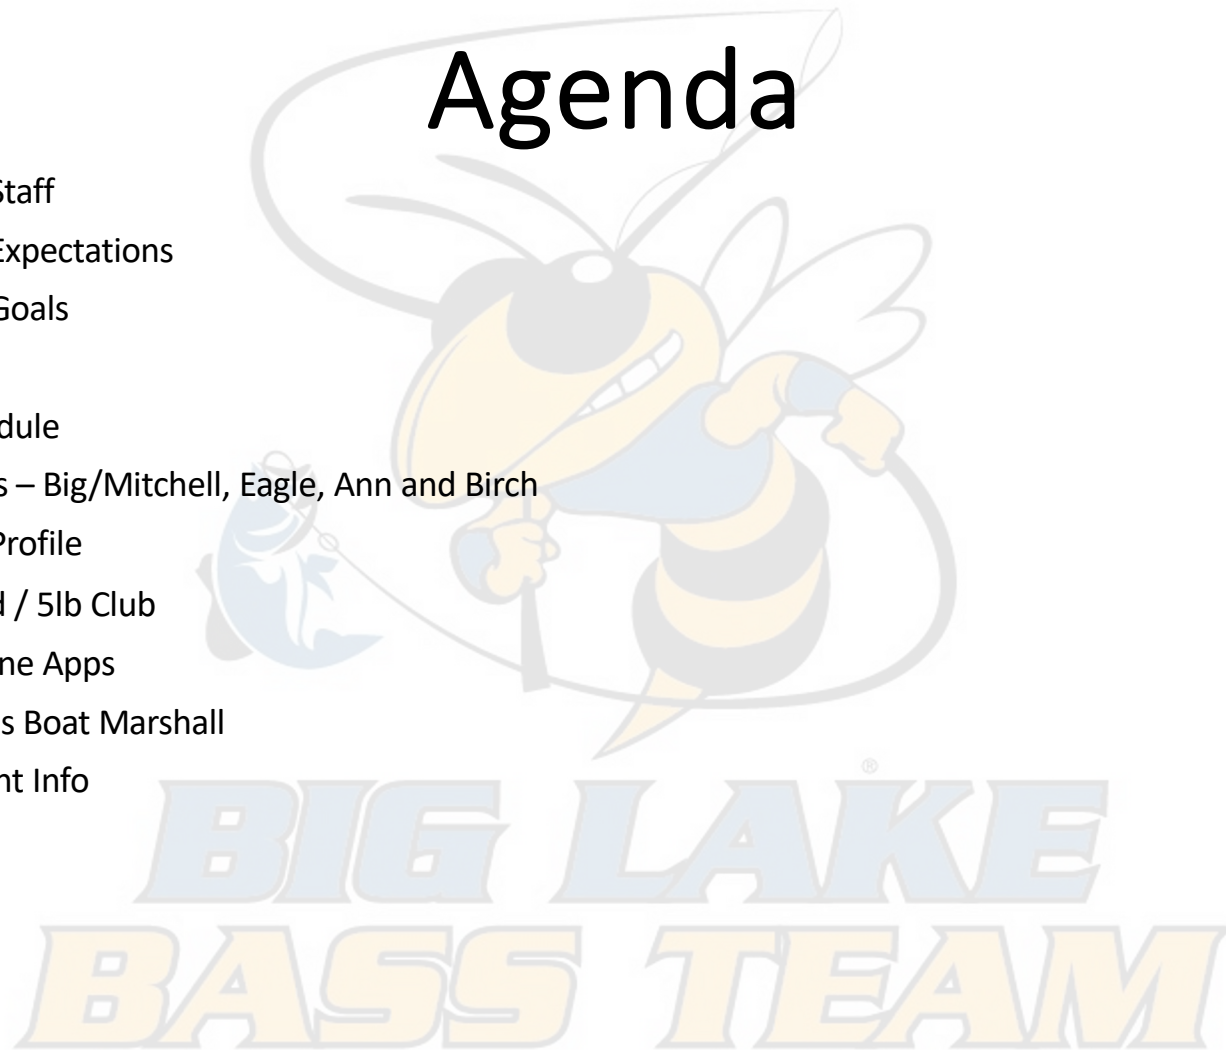 Agenda
Staff
Expectations
Goals
dule
s – Big/Mitchell, Eagle, Ann and Birch
Profile
d / 5lb Club
ne Apps
s Boat Marshall
nt Info
®
BIG LAKE
BASS TEAM